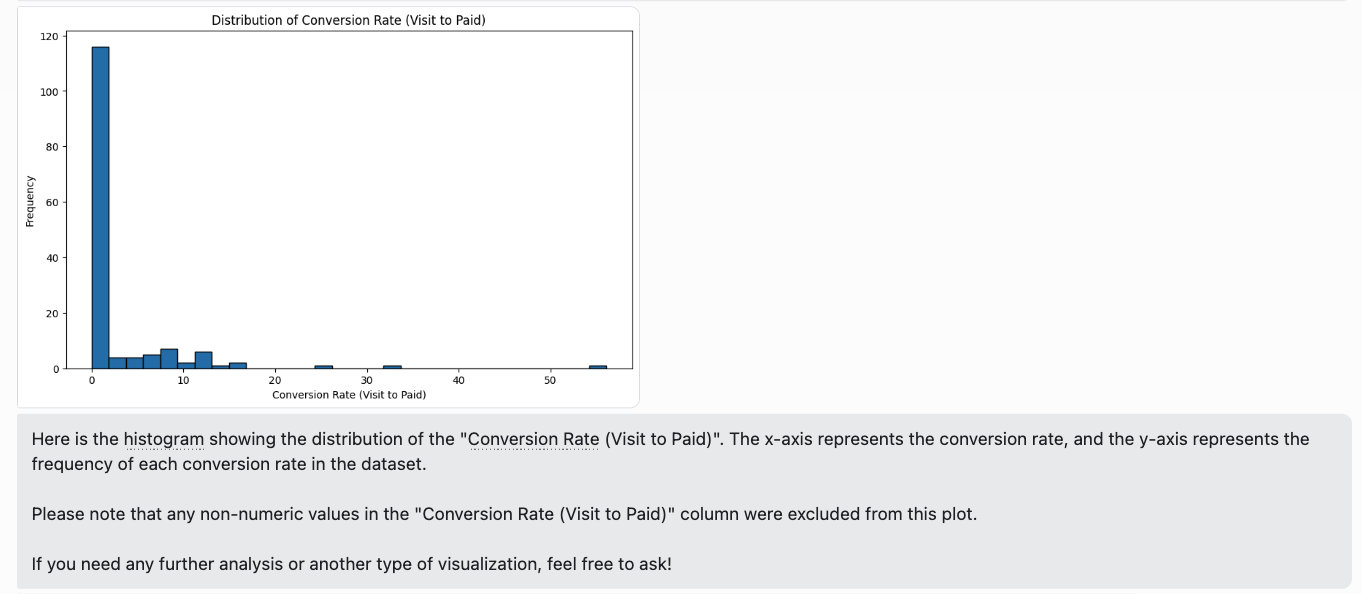 Distribution of Conversion Rate (Visit to Paid)
120
100
80
60
40
20
0
Frequency
0 10 20 30 40 50
Conversion Rate (Visit to Paid)
Here is the histogram showing the distribution of the "Conversion Rate (Visit to Paid)". The x-axis represents the conversion rate, and the y-axis represents the
frequency of each conversion rate in the dataset.
Please note that any non-numeric values in the "Conversion Rate (Visit to Paid)" column were excluded from this plot.
If you need any further analysis or another type of visualization, feel free to ask!